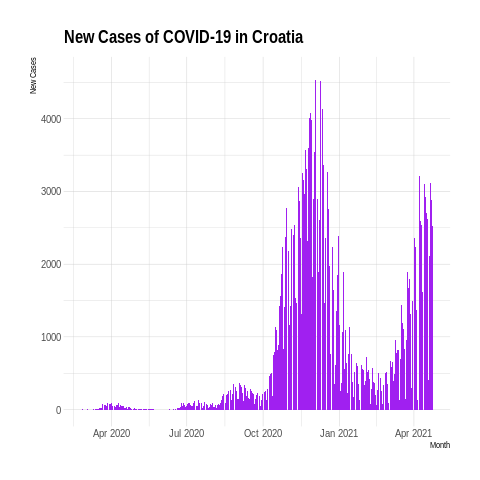 New Cases of COVID-19 in Croatia
New Cases
4000
3000
2000
1000
0
Apr 2020 Jul 2020 Oct 2020 Jan 2021 Apr 2021
Month